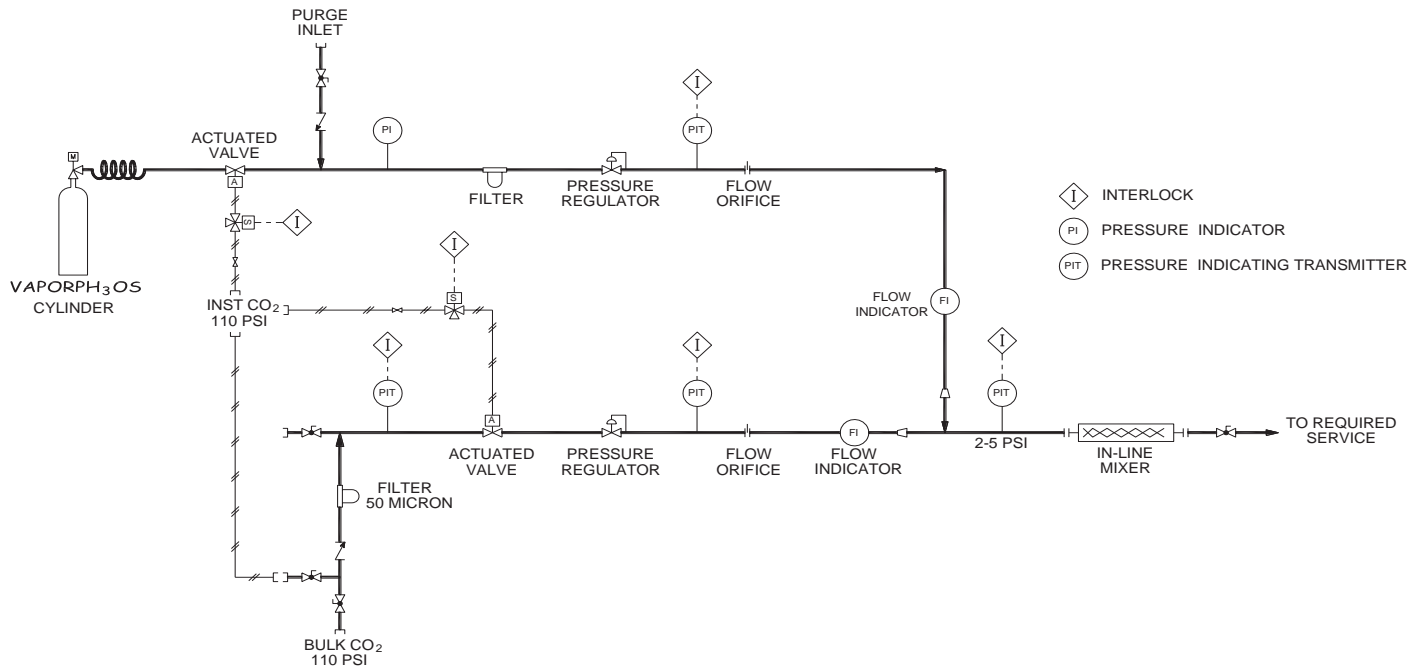 PURGE
INLET
I
ACTUATED
VALVE
PI
PIT
M
A
FILTER
PRESSURE
REGULATOR
FLOW
ORIFICE
S
I
I
VAPORPH₃OS
CYLINDER
INST CO₂
110 PSI
S
FLOW
INDICATOR
FI
I
INTERLOCK
PI
PRESSURE INDICATOR
PIT
PRESSURE INDICATING TRANSMITTER
I
I
I
PIT
PIT
PIT
A
ACTUATED
VALVE
PRESSURE
REGULATOR
FLOW
ORIFICE
FI
FLOW
INDICATOR
2-5 PSI
IN-LINE
MIXER
TO REQUIRED
SERVICE
FILTER
50 MICRON
BULK CO₂
110 PSI